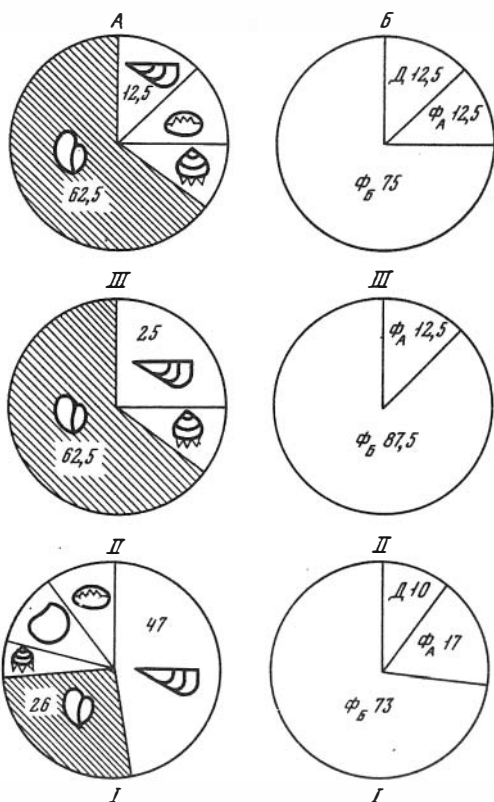 А Б
12,5 Д 12,5
Ф_А 12,5
62,5 Ф_Б 75
III III
25 Ф_А 12,5
62,5 Ф_Б 87,5
II II
47 Д 10
Ф_А 17
26 Ф_Б 73
I I